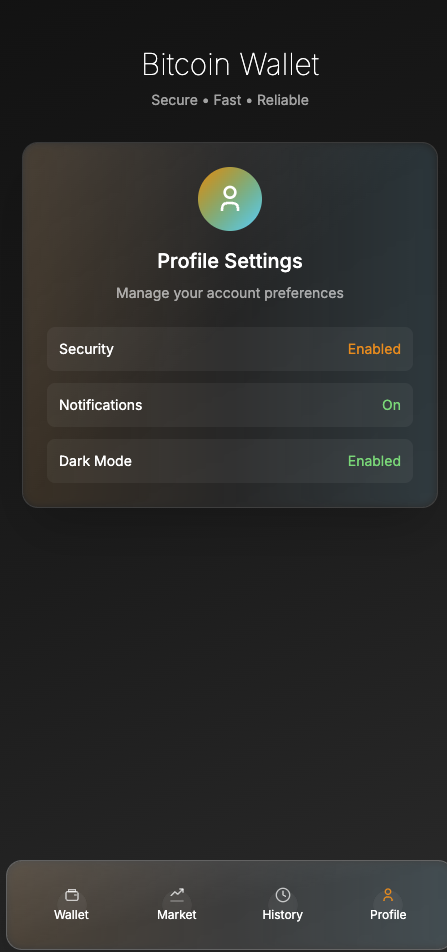 Bitcoin Wallet
Secure • Fast • Reliable
Profile Settings
Manage your account preferences
Security Enabled
Notifications On
Dark Mode Enabled
Wallet Market History Profile